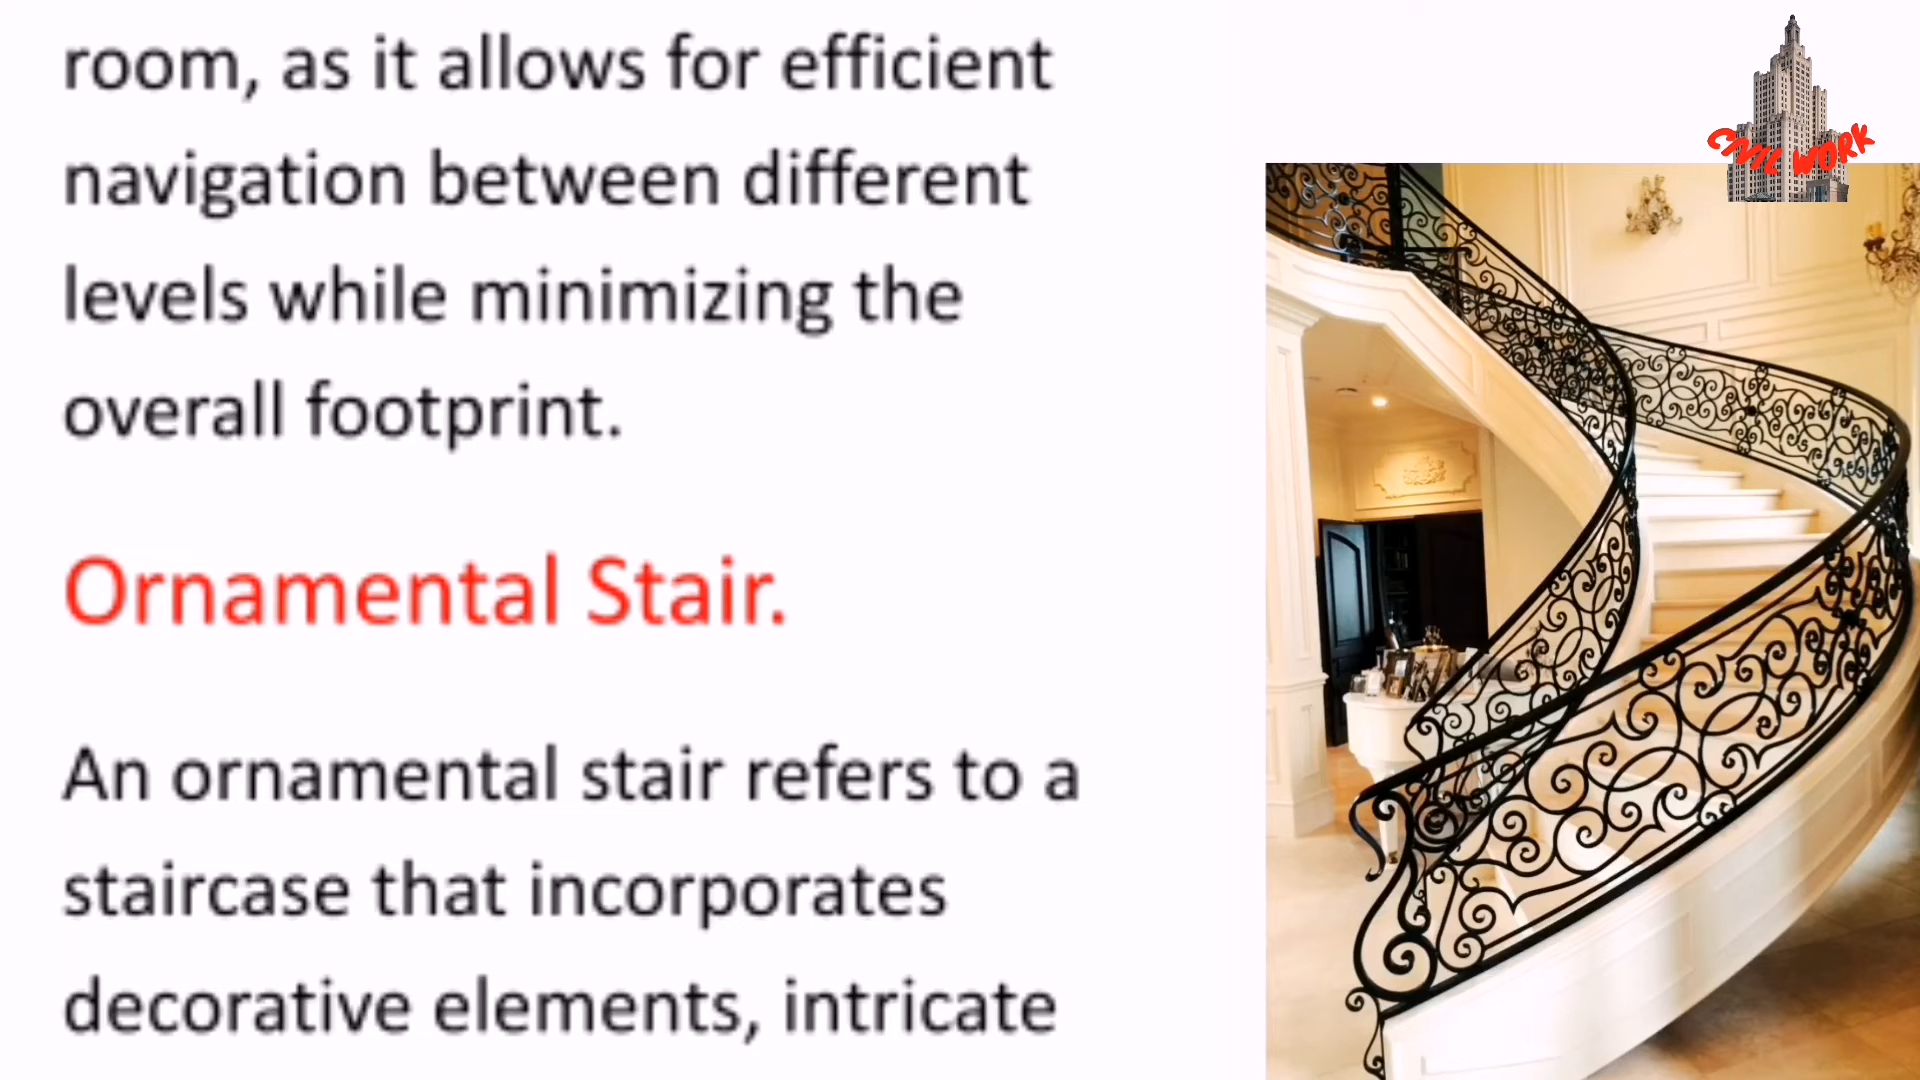 room, as it allows for efficient
navigation between different
levels while minimizing the
overall footprint.
Ornamental Stair.
An ornamental stair refers to a
staircase that incorporates
decorative elements, intricate
CIVIL WORK